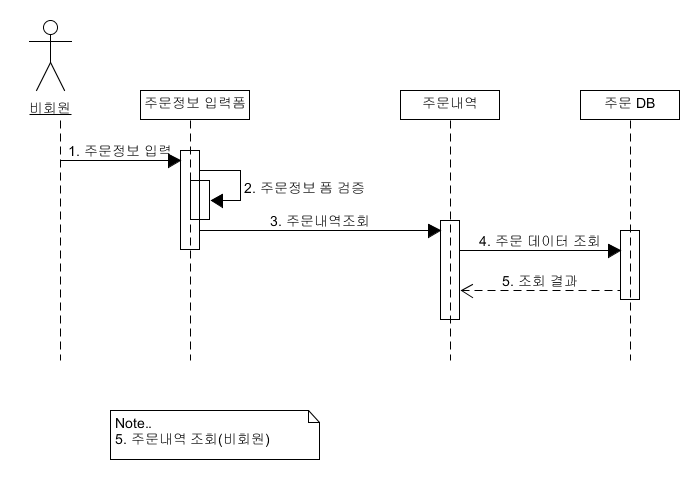 비회원
주문정보 입력폼
주문내역
주문 DB
1. 주문정보 입력
2. 주문정보 폼 검증
3. 주문내역조회
4. 주문 데이터 조회
5. 조회 결과
Note..
5. 주문내역 조회(비회원)